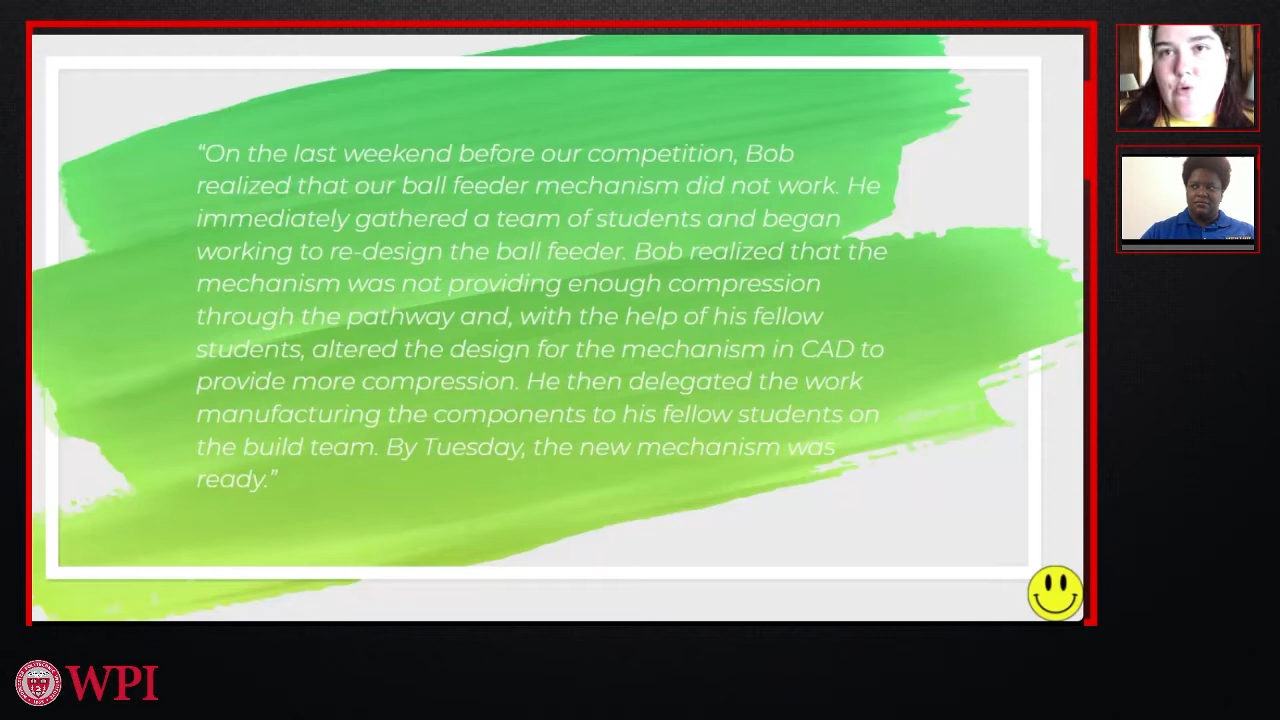 “On the last weekend before our competition, Bob
realized that our ball feeder mechanism did not work. He
immediately gathered a team of students and began
working to re-design the ball feeder. Bob realized that the
mechanism was not providing enough compression
through the pathway and, with the help of his fellow
students, altered the design for the mechanism in CAD to
provide more compression. He then delegated the work
manufacturing the components to his fellow students on
the build team. By Tuesday, the new mechanism was
ready.”
WPI